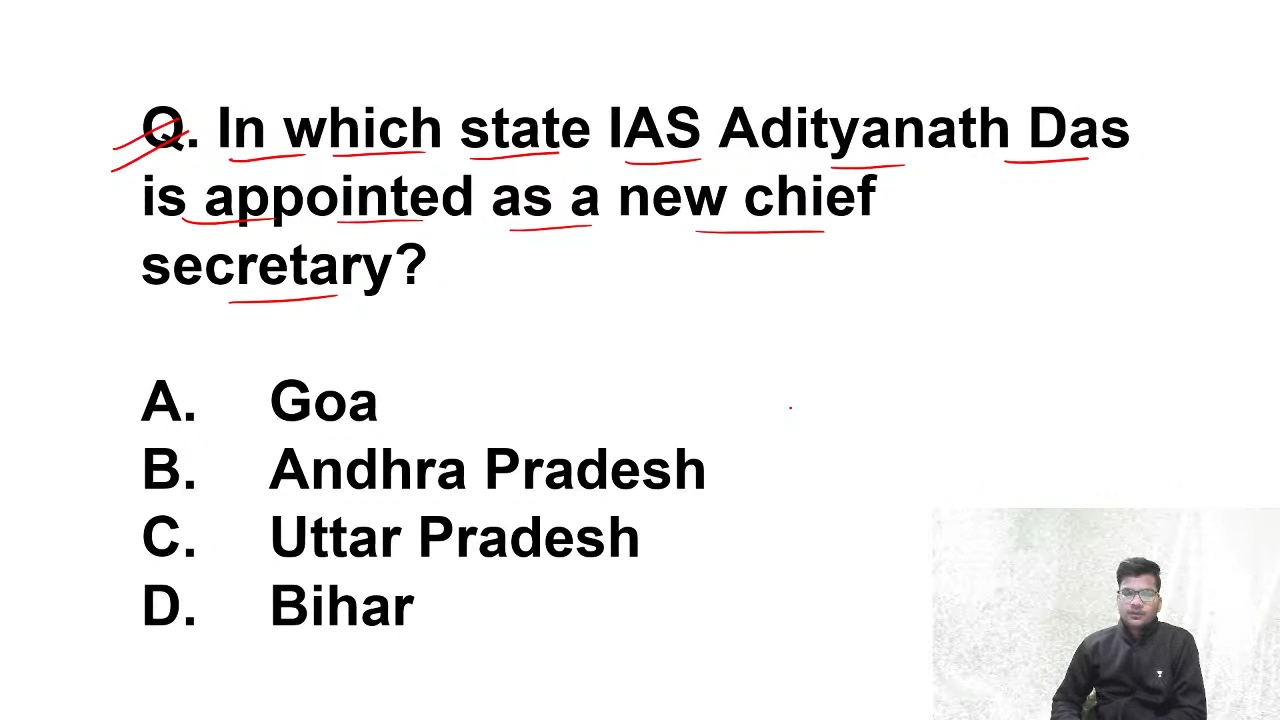 Q. In which state IAS Adityanath Das
is appointed as a new chief
secretary?
A. Goa
B. Andhra Pradesh
C. Uttar Pradesh
D. Bihar